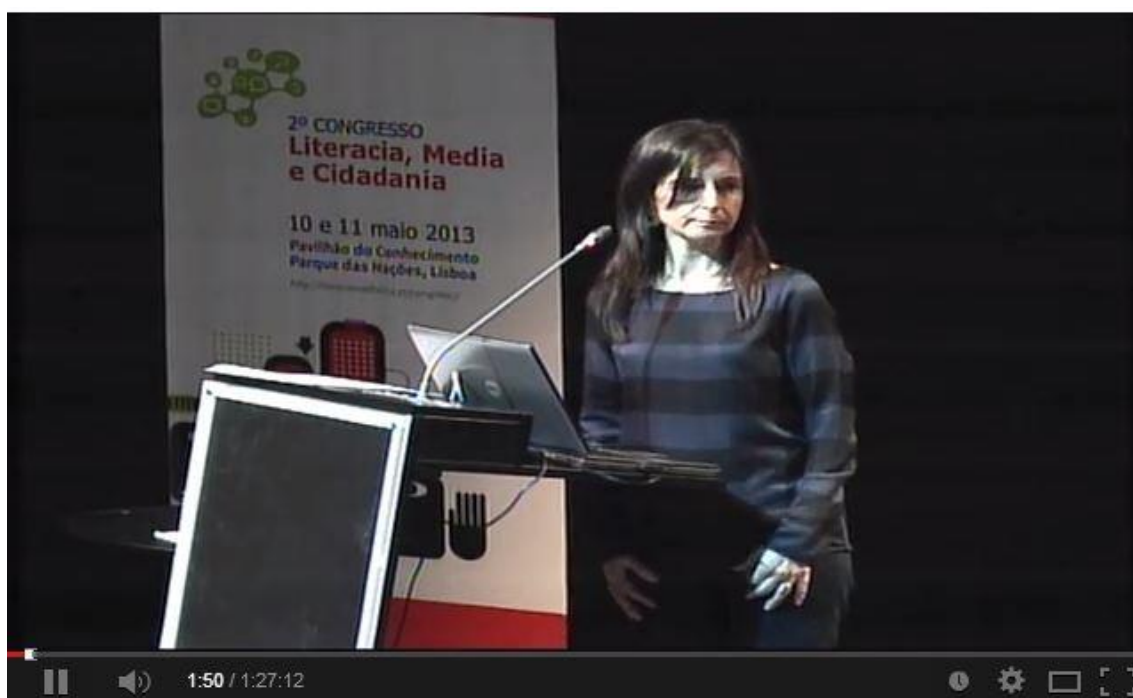 2º CONGRESSO
Literacia, Media
e Cidadania
10 e 11 maio 2013
Pavilhão do Conhecimento
Parque das Nações, Lisboa
1:50 / 1:27:12